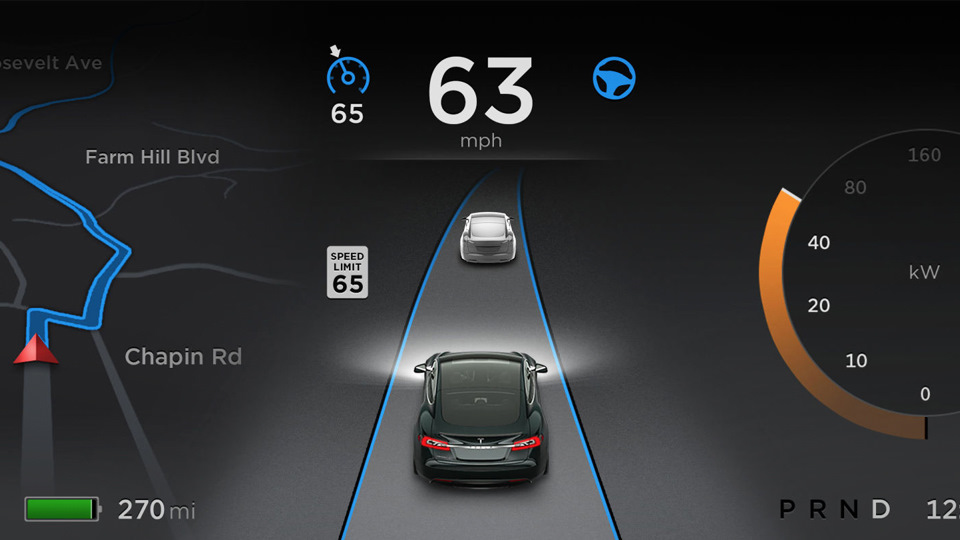 sevelt Ave
65
63
mph
Farm Hill Blvd
SPEED
LIMIT
65
Chapin Rd
160
80
40
kW
20
10
0
270 mi
P R N D
12